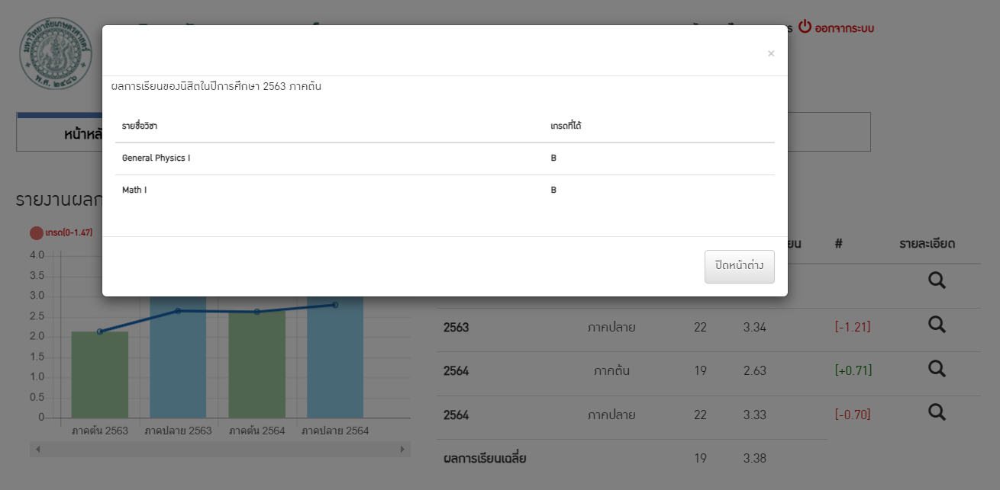 มหาวิทยาลัยเกษตรศาสตร์
พ.ศ. ๒๔๘๖
ออกจากระบบ
×
ผลการเรียนของนิสิตในปีการศึกษา 2563 ภาคต้น
รายชื่อวิชา เกรดที่ได้
General Physics I B
Math I B
ปิดหน้าต่าง
รายงานผลก
เกรด(0-1.47)
4.0
3.5
3.0
2.5
2.0
1.5
1.0
0.5
0
ภาคต้น 2563 ภาคปลาย 2563 ภาคต้น 2564 ภาคปลาย 2564
# รายละเอียด
2563 ภาคปลาย 22 3.34 [-1.21]
2564 ภาคต้น 19 2.63 [+0.71]
2564 ภาคปลาย 22 3.33 [-0.70]
ผลการเรียนเฉลี่ย 19 3.38